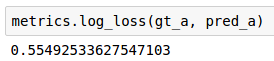 metrics.log_loss(gt_a, pred_a)
0.55492533627547103